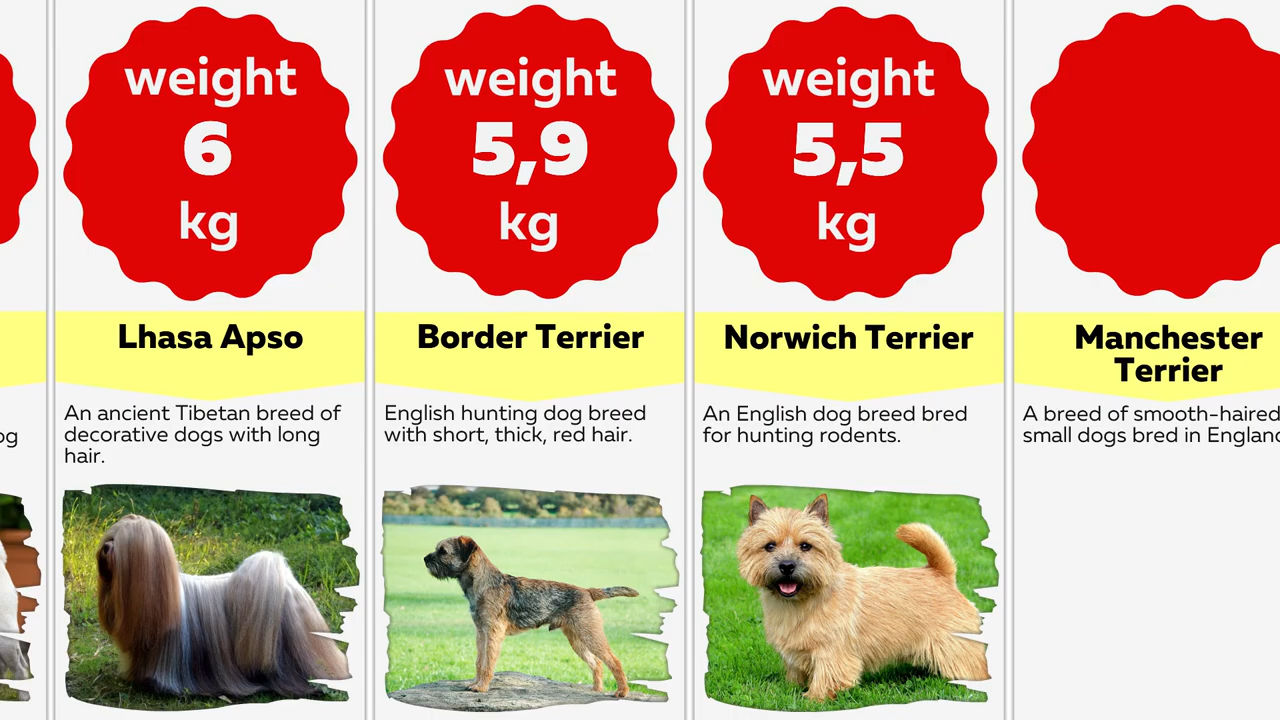 og
weight
6
kg
Lhasa Apso
An ancient Tibetan breed of
decorative dogs with long
hair.
weight
5,9
kg
Border Terrier
English hunting dog breed
with short, thick, red hair.
weight
5,5
kg
Norwich Terrier
An English dog breed bred
for hunting rodents.
Manchester
Terrier
A breed of smooth-haired
small dogs bred in England